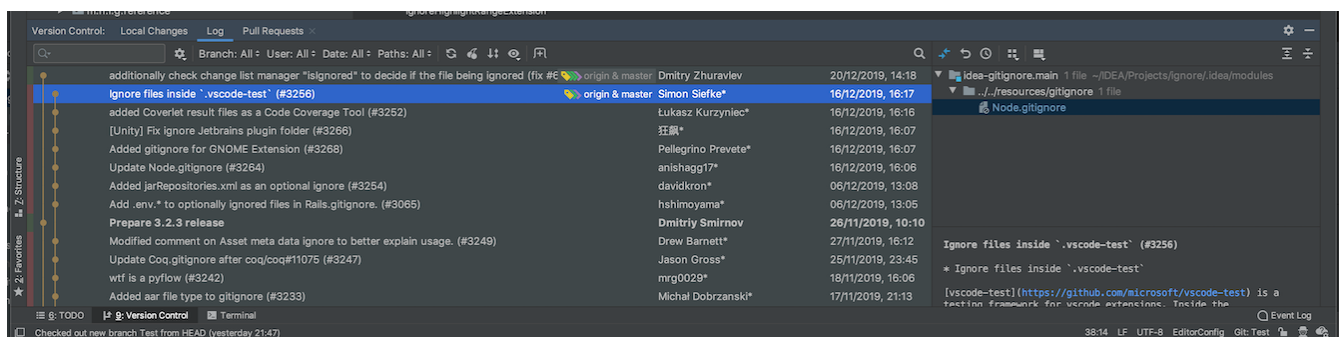 ignoreHighlightRangeExtension
Version Control: Local Changes Log Pull Requests
Branch: All User: All Date: All Paths: All
additionally check change list manager "isIgnored" to decide if the file being ignored (fix #6 origin & master Dmitry Zhuravlev 20/12/2019, 14:18
Ignore files inside `.vscode-test` (#3256) origin & master Simon Siefke* 16/12/2019, 16:17
added Coverlet result files as a Code Coverage Tool (#3252) Łukasz Kurzyniec* 16/12/2019, 16:16
[Unity] Fix ignore Jetbrains plugin folder (#3266) 狂飙* 16/12/2019, 16:07
Added gitignore for GNOME Extension (#3268) Pellegrino Prevete* 16/12/2019, 16:07
Update Node.gitignore (#3264) anishagg17* 16/12/2019, 16:06
Added jarRepositories.xml as an optional ignore (#3254) davidkron* 06/12/2019, 13:08
Add .env.* to optionally ignored files in Rails.gitignore. (#3065) hshimoyama* 06/12/2019, 13:05
Prepare 3.2.3 release Dmitriy Smirnov 26/11/2019, 10:10
Modified comment on Asset meta data ignore to better explain usage. (#3249) Drew Barnett* 27/11/2019, 16:12
Update Coq.gitignore after coq/coq#11075 (#3247) Jason Gross* 25/11/2019, 23:45
wtf is a pyflow (#3242) mrg0029* 18/11/2019, 16:06
Added aar file type to gitignore (#3233) Michał Dobrzanski* 17/11/2019, 21:13
idea-gitignore.main 1 file ~/IDEA/Projects/ignore/.idea/modules
../../resources/gitignore 1 file
Node.gitignore
Ignore files inside `.vscode-test` (#3256)
* Ignore files inside `.vscode-test`
[vscode-test](https://github.com/microsoft/vscode-test) is a
testing framework for vscode extensions. Inside the
Z: Structure
2: Favorites
6: TODO 9: Version Control Terminal Event Log
Checked out new branch Test from HEAD (yesterday 21:47) 38:14 LF UTF-8 EditorConfig Git: Test